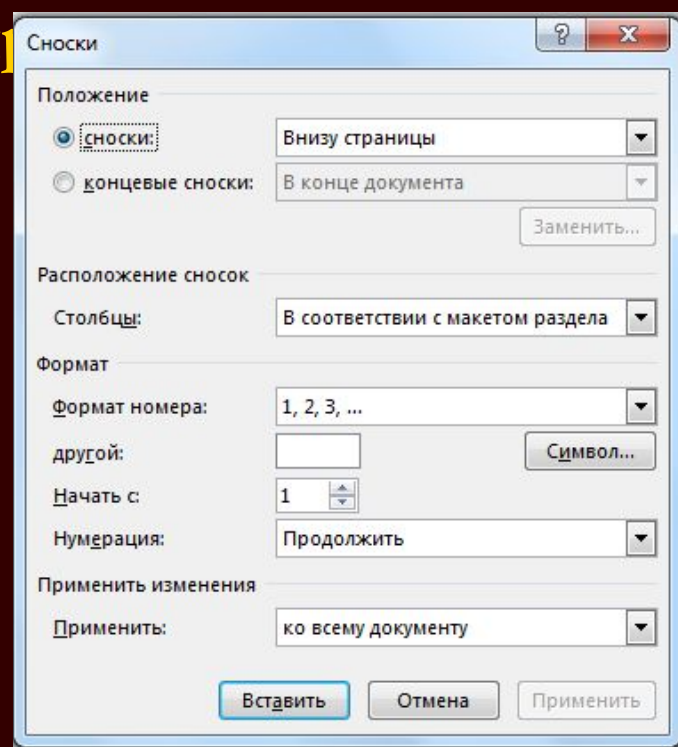 Сноски
Положение
сноски: Внизу страницы
концевые сноски: В конце документа
Заменить...
Расположение сносок
Столбцы: В соответствии с макетом раздела
Формат
Формат номера: 1, 2, 3, ...
другой: Символ...
Начать с: 1
Нумерация: Продолжить
Применить изменения
Применить: ко всему документу
Вставить Отмена Применить